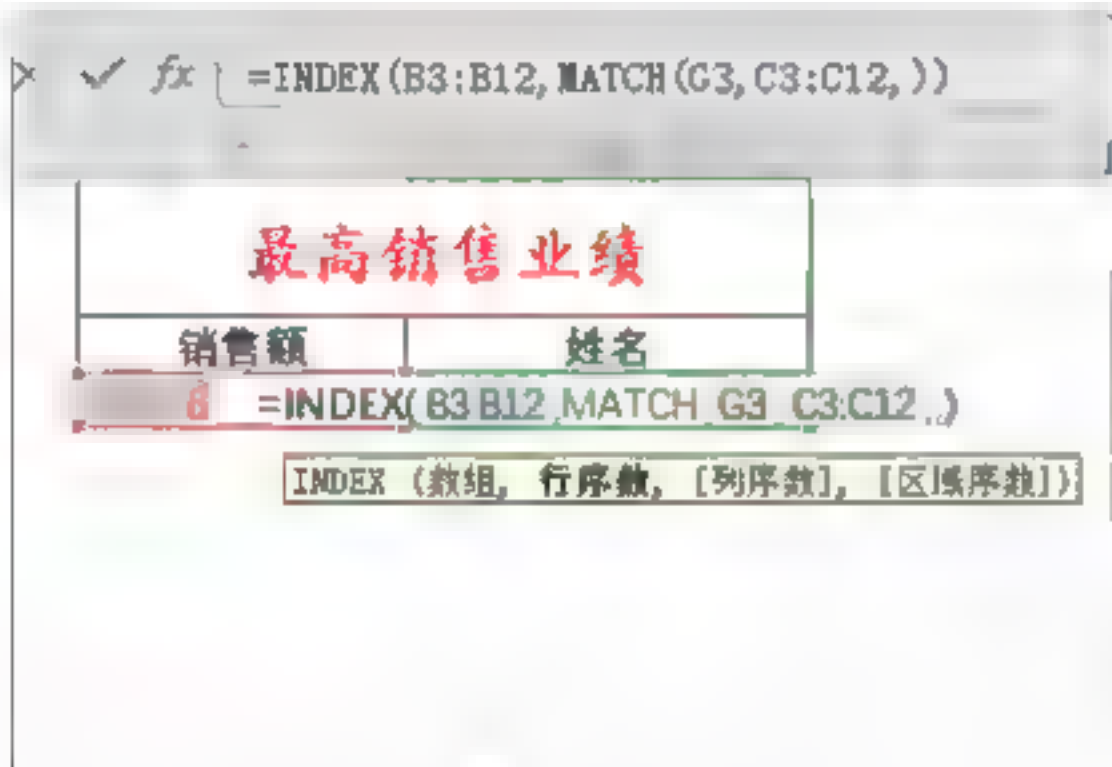 fx =INDEX(B3:B12,MATCH(G3,C3:C12,))
最高销售业绩
销售额 姓名
=INDEX( B3:B12,MATCH G3 C3:C12,,)
INDEX (数组, 行序数, [列序数], [区域序数])